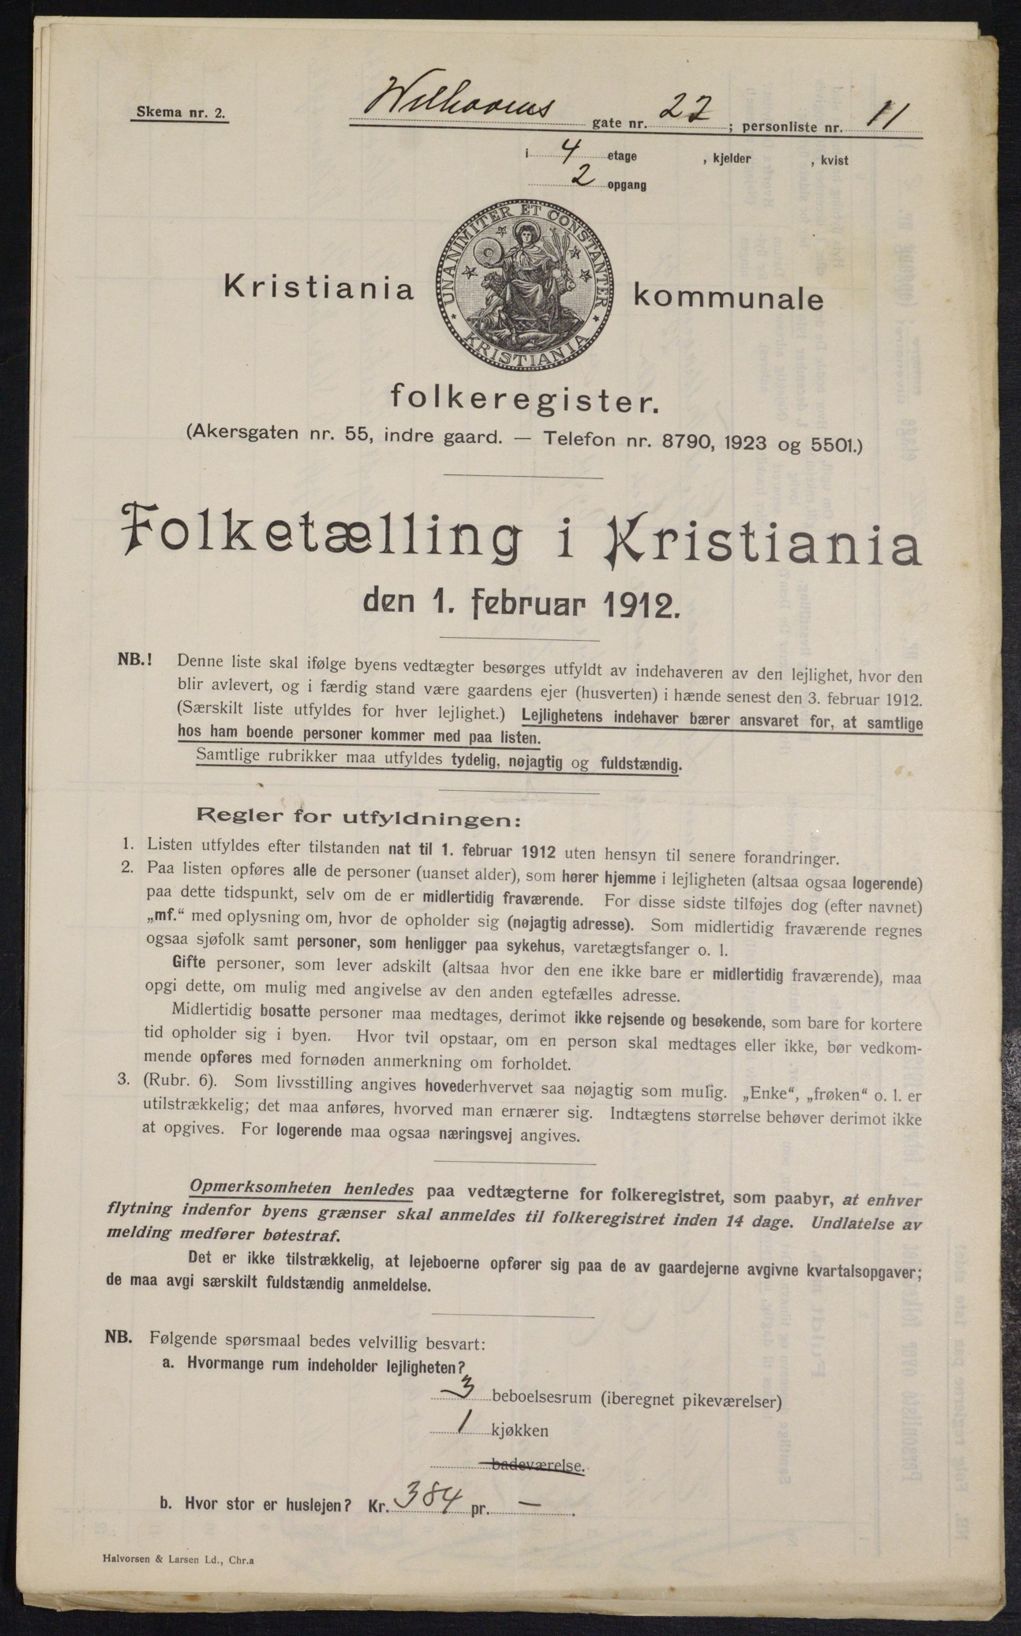 Skema nr. 2.
Welhavens gate nr. 22 ; personliste nr. 11
i 4 etage , kjelder , kvist
2 opgang
UNANIMITER ET CONSTANTER
KRISTIANIA
Kristiania kommunale
folkeregister.
(Akersgaten nr. 55, indre gaard. — Telefon nr. 8790, 1923 og 5501.)
Folketælling i Kristiania
den 1. februar 1912.
NB.! Denne liste skal ifølge byens vedtægter besørges utfyldt av indehaveren av den lejlighet, hvor den
blir avlevert, og i færdig stand være gaardens ejer (husverten) i hænde senest den 3. februar 1912.
(Særskilt liste utfyldes for hver lejlighet.) Lejlighetens indehaver bærer ansvaret for, at samtlige
hos ham boende personer kommer med paa listen.
Samtlige rubrikker maa utfyldes tydelig, nøjagtig og fuldstændig.
Regler for utfyldningen:
1. Listen utfyldes efter tilstanden nat til 1. februar 1912 uten hensyn til senere forandringer.
2. Paa listen opføres alle de personer (uanset alder), som hører hjemme i lejligheten (altsaa ogsaa logerende)
paa dette tidspunkt, selv om de er midlertidig fraværende. For disse sidste tilføjes dog (efter navnet)
„mf.“ med oplysning om, hvor de opholder sig (nøjagtig adresse). Som midlertidig fraværende regnes
ogsaa sjøfolk samt personer, som henligger paa sykehus, varetægtsfanger o. l.
Gifte personer, som lever adskilt (altsaa hvor den ene ikke bare er midlertidig fraværende), maa
opgi dette, om mulig med angivelse av den anden egtefælles adresse.
Midlertidig bosatte personer maa medtages, derimot ikke rejsende og besøkende, som bare for kortere
tid opholder sig i byen. Hvor tvil opstaar, om en person skal medtages eller ikke, bør vedkom-
mende opføres med fornøden anmerkning om forholdet.
3. (Rubr. 6). Som livsstilling angives hovederhvervet saa nøjagtig som mulig. „Enke“, „frøken“ o. l. er
utilstrækkelig; det maa anføres, hvorved man ernærer sig. Indtægtens størrelse behøver derimot ikke
at opgives. For logerende maa ogsaa næringsvej angives.
Opmerksomheten henledes paa vedtægterne for folkeregistret, som paabyr, at enhver
flytning indenfor byens grænser skal anmeldes til folkeregistret inden 14 dage. Undlatelse av
melding medfører bøtestraf.
Det er ikke tilstrækkelig, at lejeboerne opfører sig paa de av gaardejerne avgivne kvartalsopgaver;
de maa avgi særskilt fuldstændig anmeldelse.
NB. Følgende spørsmaal bedes velvillig besvart:
a. Hvormange rum indeholder lejligheten?
3 beboelsesrum (iberegnet pikeværelser)
1 kjøkken
badeværelse.
b. Hvor stor er huslejen? Kr. 384 pr. — .
Halvorsen & Larsen Ld., Chr.a